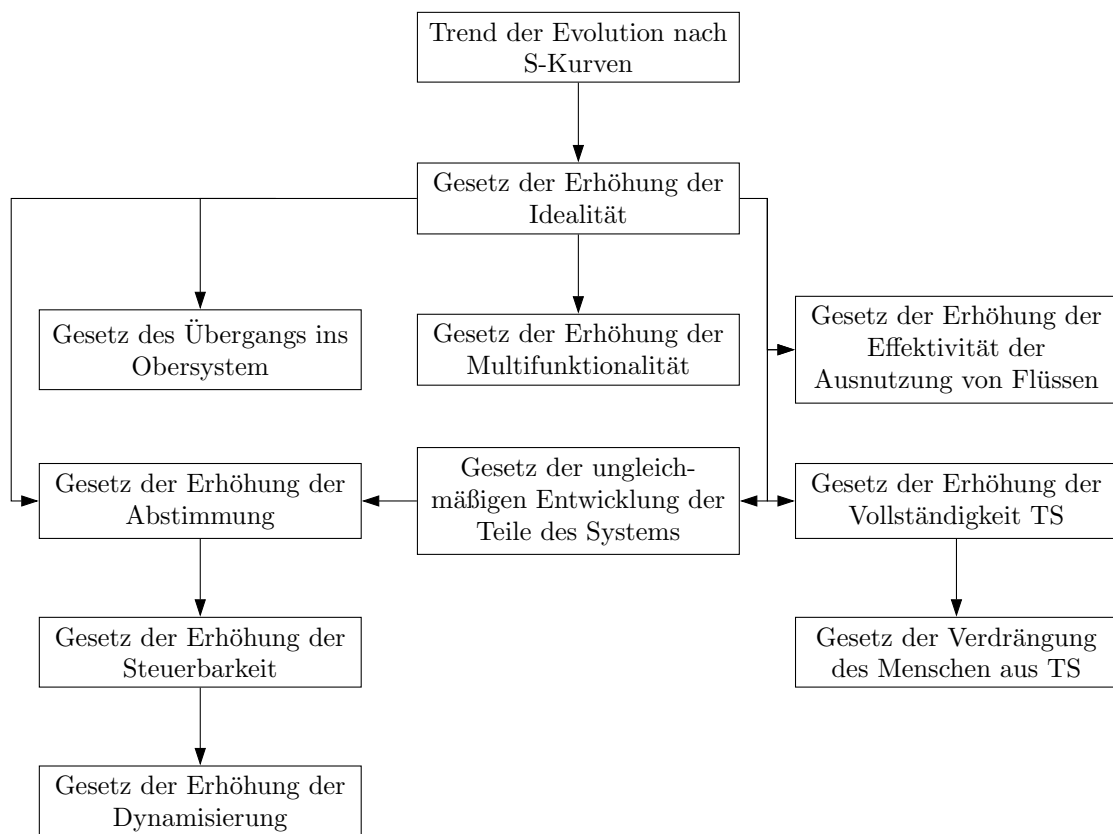 Trend der Evolution nach
S-Kurven
Gesetz der Erhöhung der
Idealität
Gesetz des Übergangs ins
Obersystem
Gesetz der Erhöhung der
Multifunktionalität
Gesetz der Erhöhung der
Effektivität der
Ausnutzung von Flüssen
Gesetz der Erhöhung der
Abstimmung
Gesetz der ungleich-
mäßigen Entwicklung der
Teile des Systems
Gesetz der Erhöhung der
Vollständigkeit TS
Gesetz der Erhöhung der
Steuerbarkeit
Gesetz der Verdrängung
des Menschen aus TS
Gesetz der Erhöhung der
Dynamisierung